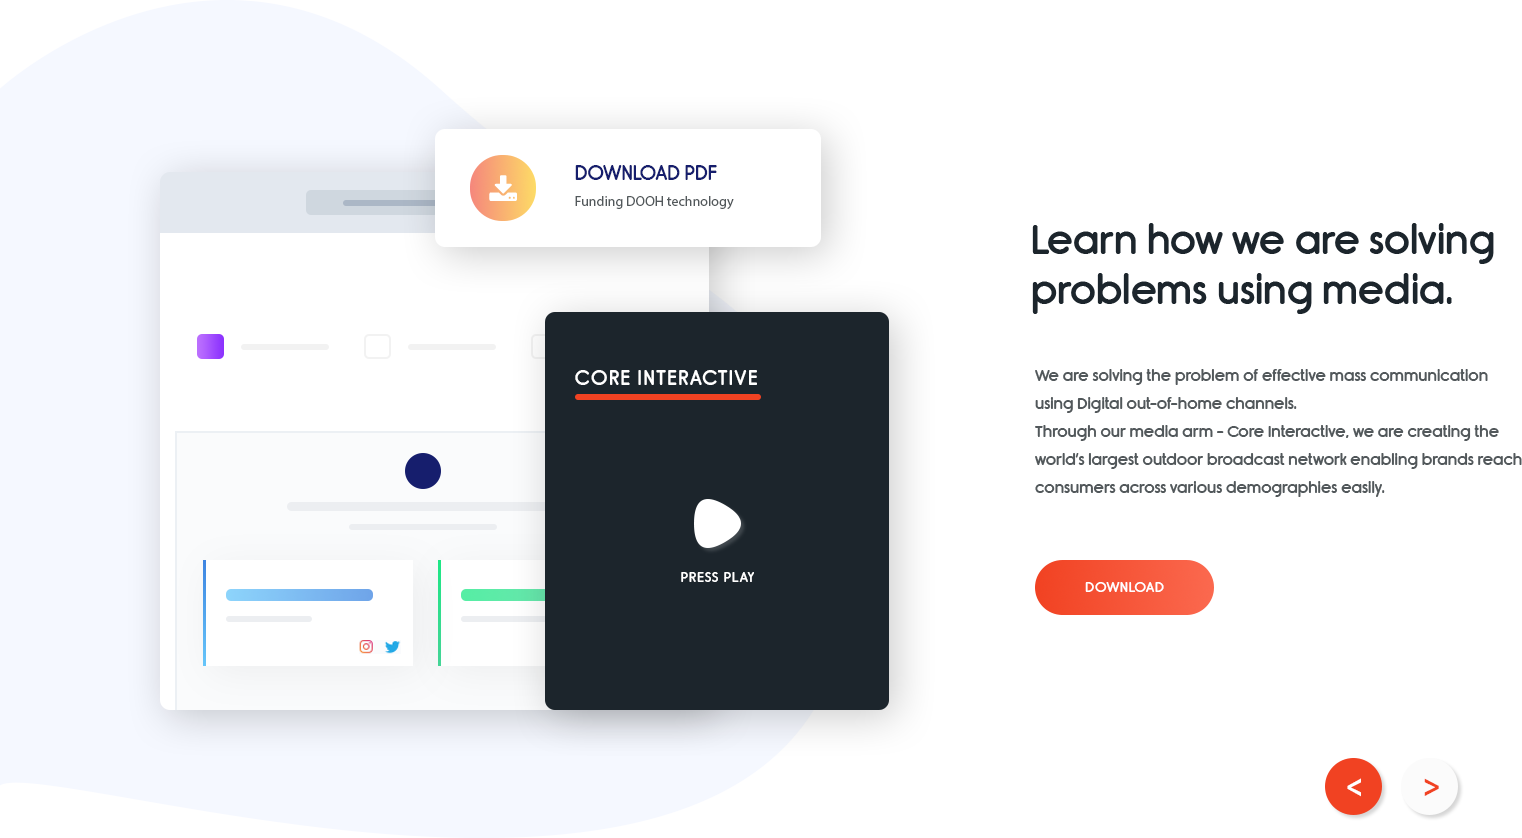 DOWNLOAD PDF
Funding DOOH technology
CORE INTERACTIVE
PRESS PLAY
Learn how we are solving
problems using media.
We are solving the problem of effective mass communication
using Digital out-of-home channels.
Through our media arm - Core Interactive, we are creating the
world's largest outdoor broadcast network enabling brands reach
consumers across various demographies easily.
DOWNLOAD
< >